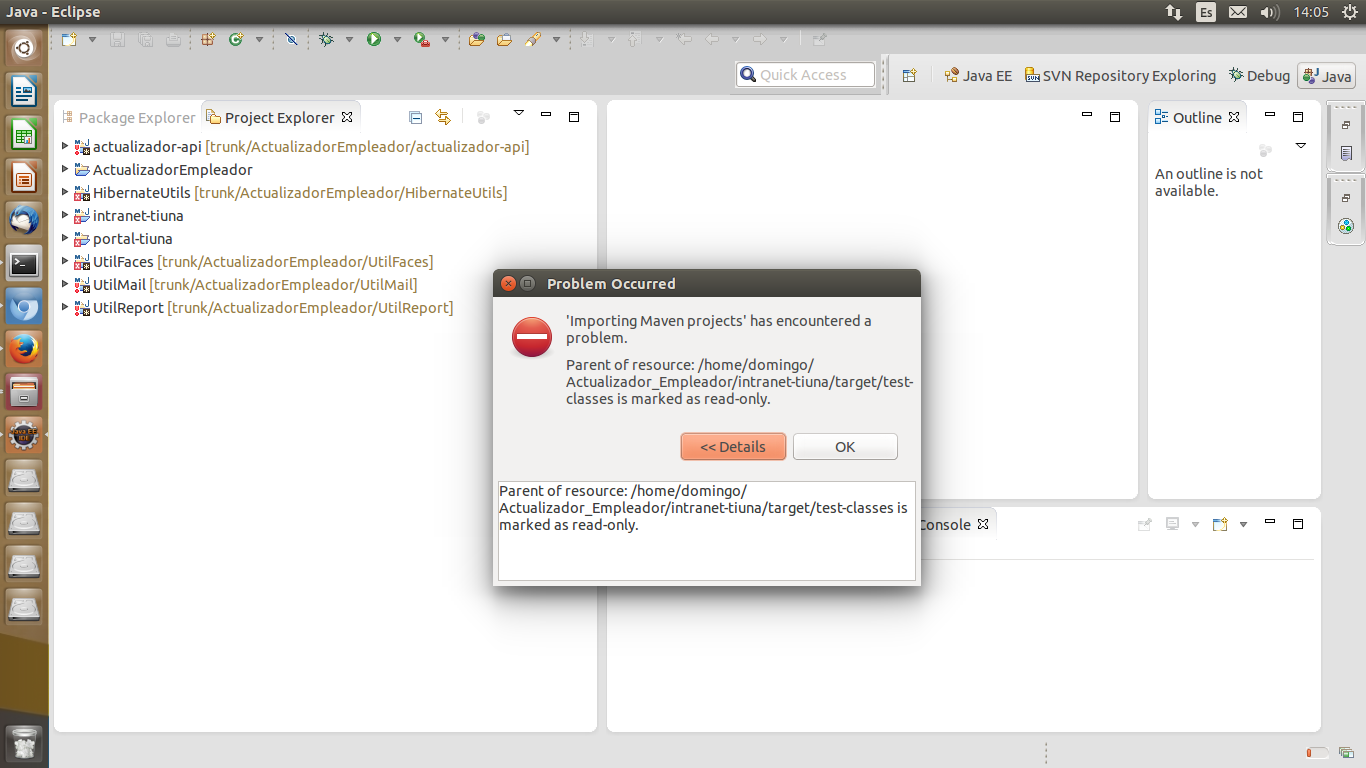 Java - Eclipse
Es
14:05
Quick Access
Java EE
SVN Repository Exploring
Debug
Java
Package Explorer
Project Explorer
Outline
actualizador-api [trunk/ActualizadorEmpleador/actualizador-api]
ActualizadorEmpleador
HibernateUtils [trunk/ActualizadorEmpleador/HibernateUtils]
intranet-tiuna
portal-tiuna
UtilFaces [trunk/ActualizadorEmpleador/UtilFaces]
UtilMail [trunk/ActualizadorEmpleador/UtilMail]
UtilReport [trunk/ActualizadorEmpleador/UtilReport]
An outline is not
available.
Problem Occurred
'Importing Maven projects' has encountered a
problem.
Parent of resource: /home/domingo/
Actualizador_Empleador/intranet-tiuna/target/test-
classes is marked as read-only.
<< Details
OK
Parent of resource: /home/domingo/
Actualizador_Empleador/intranet-tiuna/target/test-classes is
marked as read-only.
Console